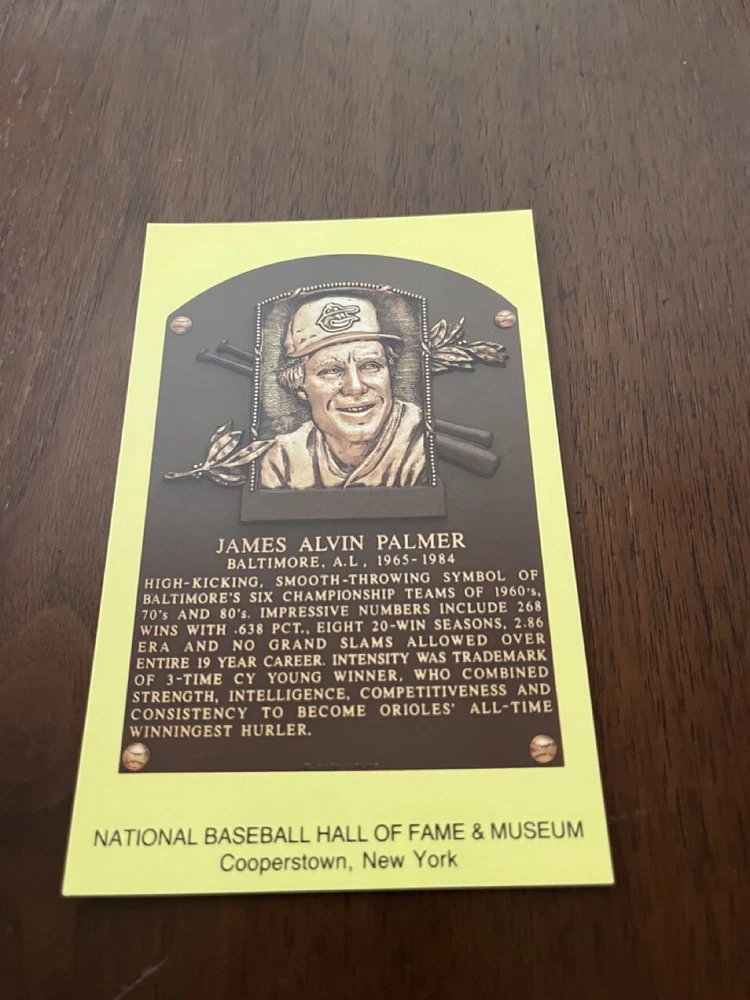 JAMES ALVIN PALMER
BALTIMORE, A.L., 1965-1984
HIGH-KICKING, SMOOTH-THROWING SYMBOL OF
BALTIMORE'S SIX CHAMPIONSHIP TEAMS OF 1960's,
70's AND 80's. IMPRESSIVE NUMBERS INCLUDE 268
WINS WITH .638 PCT., EIGHT 20-WIN SEASONS, 2.86
ERA AND NO GRAND SLAMS ALLOWED OVER
ENTIRE 19 YEAR CAREER. INTENSITY WAS TRADEMARK
OF 3-TIME CY YOUNG WINNER, WHO COMBINED
STRENGTH, INTELLIGENCE, COMPETITIVENESS AND
CONSISTENCY TO BECOME ORIOLES' ALL-TIME
WINNINGEST HURLER.
NATIONAL BASEBALL HALL OF FAME & MUSEUM
Cooperstown, New York